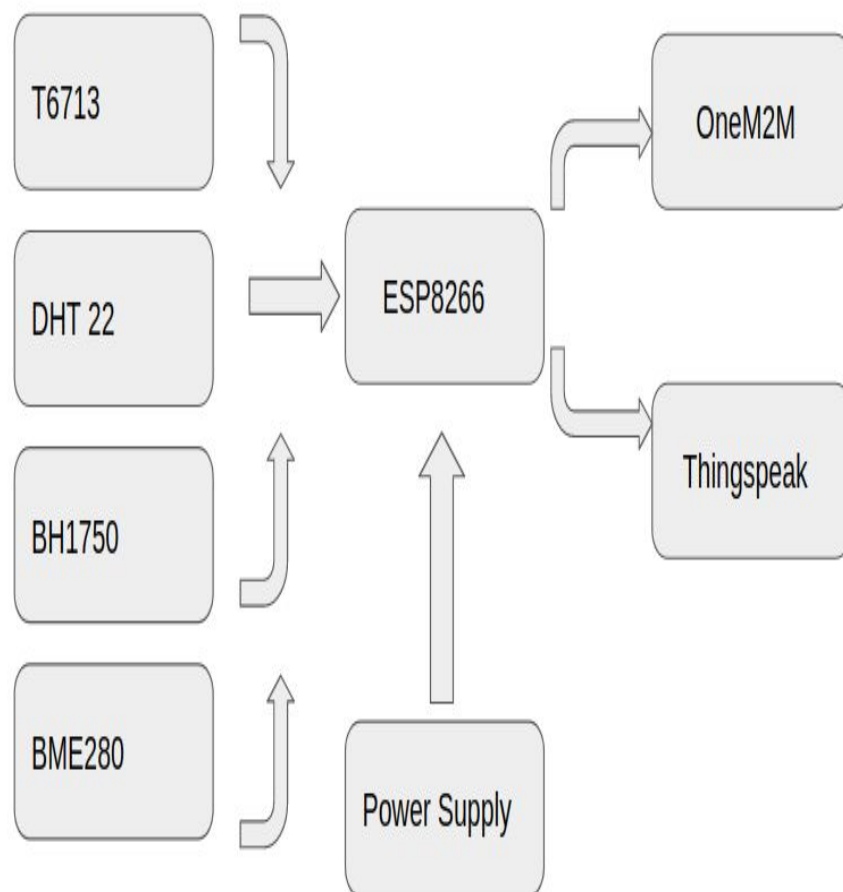 T6713
DHT 22
BH1750
BME280
ESP8266
Power Supply
OneM2M
Thingspeak